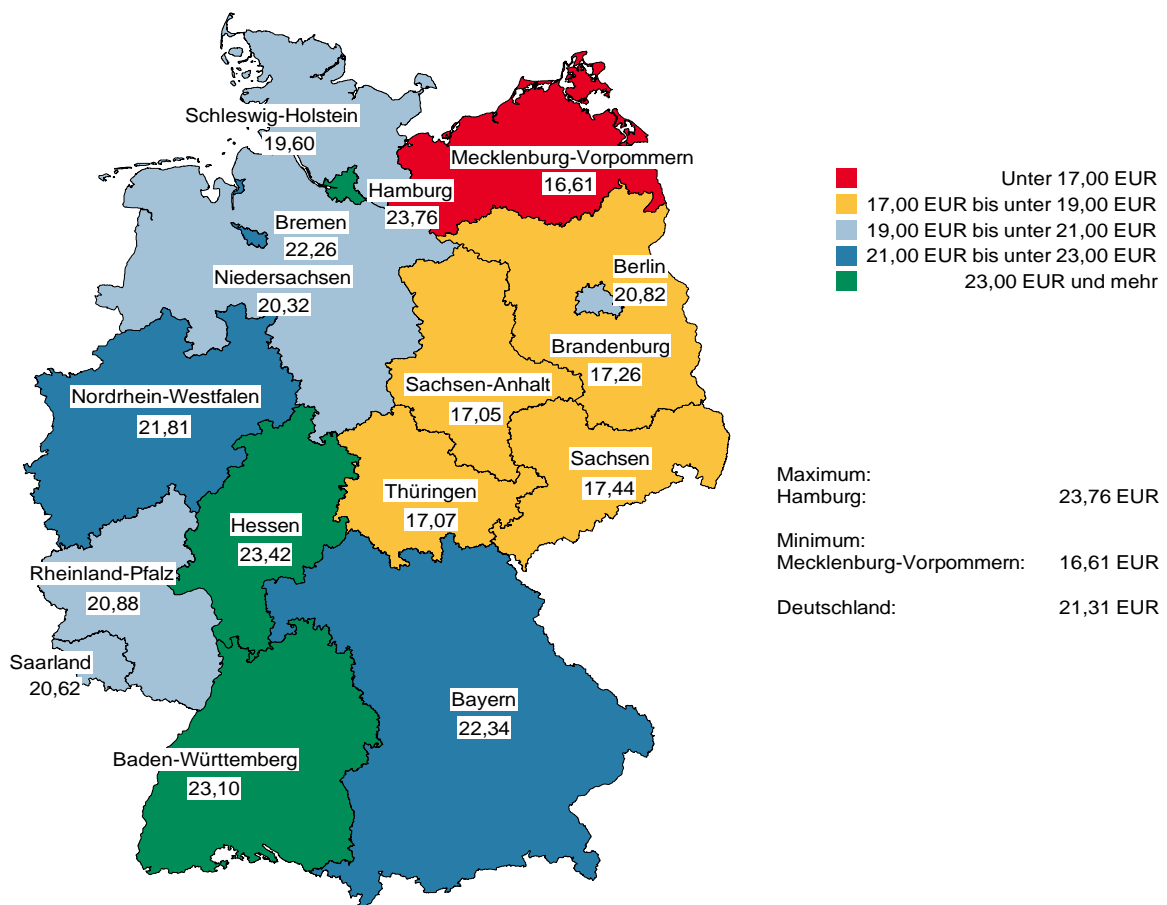 Schleswig-Holstein
19,60
Mecklenburg-Vorpommern
16,61
Hamburg
23,76
Bremen
22,26
Niedersachsen
20,32
Berlin
20,82
Brandenburg
17,26
Sachsen-Anhalt
17,05
Nordrhein-Westfalen
21,81
Sachsen
17,44
Thüringen
17,07
Hessen
23,42
Rheinland-Pfalz
20,88
Saarland
20,62
Bayern
22,34
Baden-Württemberg
23,10
Unter 17,00 EUR
17,00 EUR bis unter 19,00 EUR
19,00 EUR bis unter 21,00 EUR
21,00 EUR bis unter 23,00 EUR
23,00 EUR und mehr
Maximum:
Hamburg: 23,76 EUR
Minimum:
Mecklenburg-Vorpommern: 16,61 EUR
Deutschland: 21,31 EUR